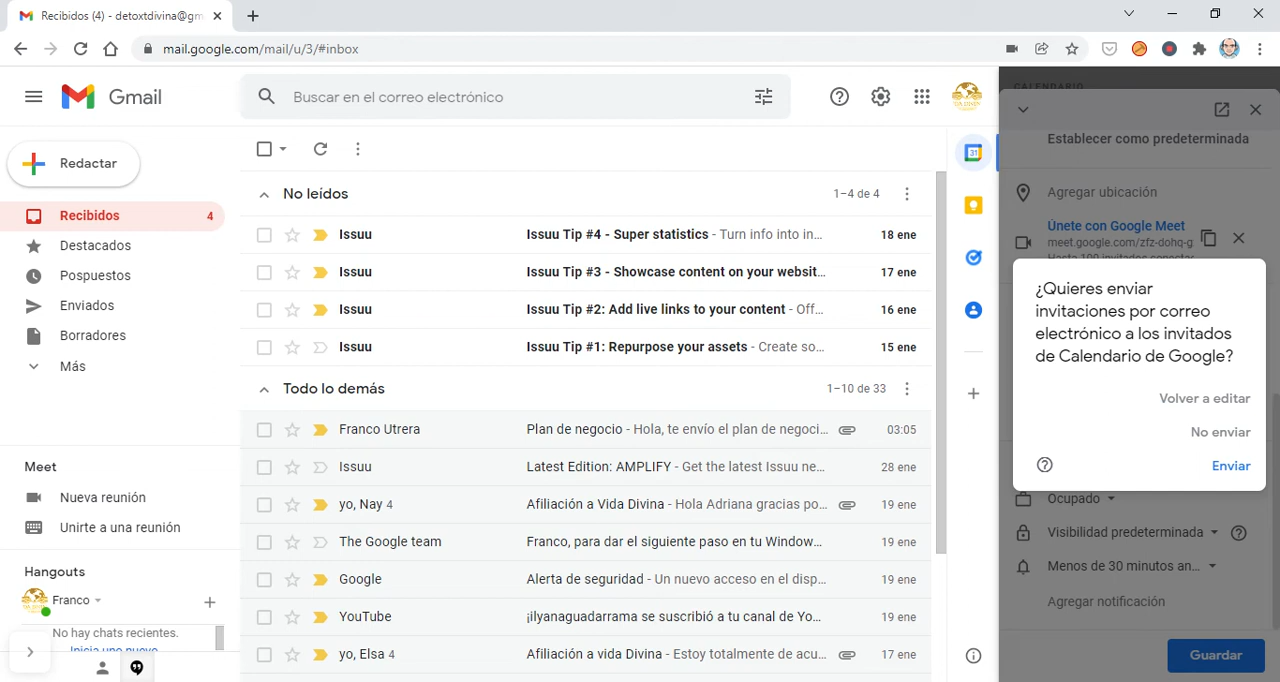 Recibidos (4) - detoxtdivina@gm
mail.google.com/mail/u/3/#inbox
Gmail
Buscar en el correo electrónico
CALENDARIO
Redactar
Recibidos 4
Destacados
Pospuestos
Enviados
Borradores
Más
Meet
Nueva reunión
Unirte a una reunión
Hangouts
Franco
No hay chats recientes.
Inicia uno nuevo
No leídos 1–4 de 4
Issuu Issuu Tip #4 - Super statistics - Turn info into in... 18 ene
Issuu Issuu Tip #3 - Showcase content on your websit... 17 ene
Issuu Issuu Tip #2: Add live links to your content - Off... 16 ene
Issuu Issuu Tip #1: Repurpose your assets - Create so... 15 ene
Todo lo demás 1–10 de 33
Franco Utrera Plan de negocio - Hola, te envío el plan de negoci... 03:05
Issuu Latest Edition: AMPLIFY - Get the latest Issuu ne... 28 ene
yo, Nay 4 Afiliación a Vida Divina - Hola Adriana gracias po... 19 ene
The Google team Franco, para dar el siguiente paso en tu Window... 19 ene
Google Alerta de seguridad - Un nuevo acceso en el disp... 19 ene
YouTube ¡ilyanaguadarrama se suscribió a tu canal de Yo... 19 ene
yo, Elsa 4 Afiliación a vida Divina - Estoy totalmente de acu... 17 ene
31
Establecer como predeterminada
Agregar ubicación
Únete con Google Meet
meet.google.com/zfz-dohq-g
Hasta 100 invitados conectar
¿Quieres enviar
invitaciones por correo
electrónico a los invitados
de Calendario de Google?
Volver a editar
No enviar
Enviar
Ocupado
Visibilidad predeterminada
Menos de 30 minutos an...
Agregar notificación
Guardar